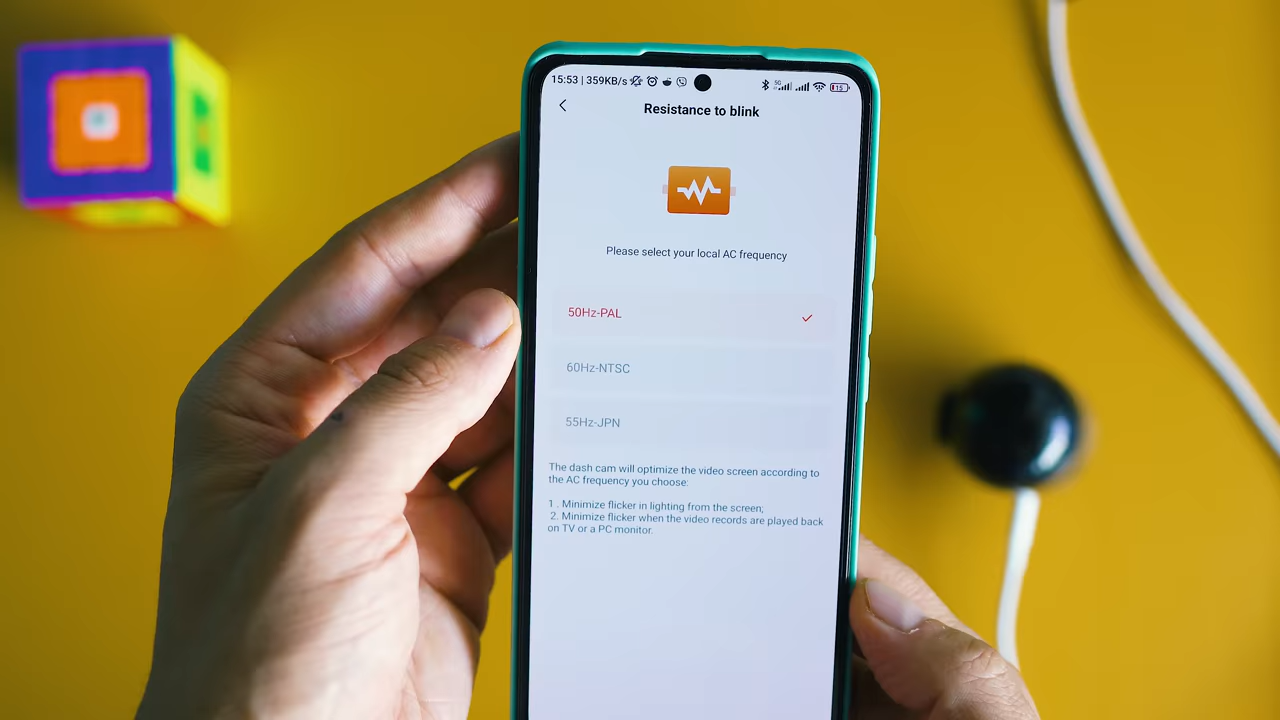 15:53 | 359KB/s
5G
15
Resistance to blink
Please select your local AC frequency
50Hz-PAL
60Hz-NTSC
55Hz-JPN
The dash cam will optimize the video screen according to
the AC frequency you choose:
1 . Minimize flicker in lighting from the screen;
2. Minimize flicker when the video records are played back
on TV or a PC monitor.